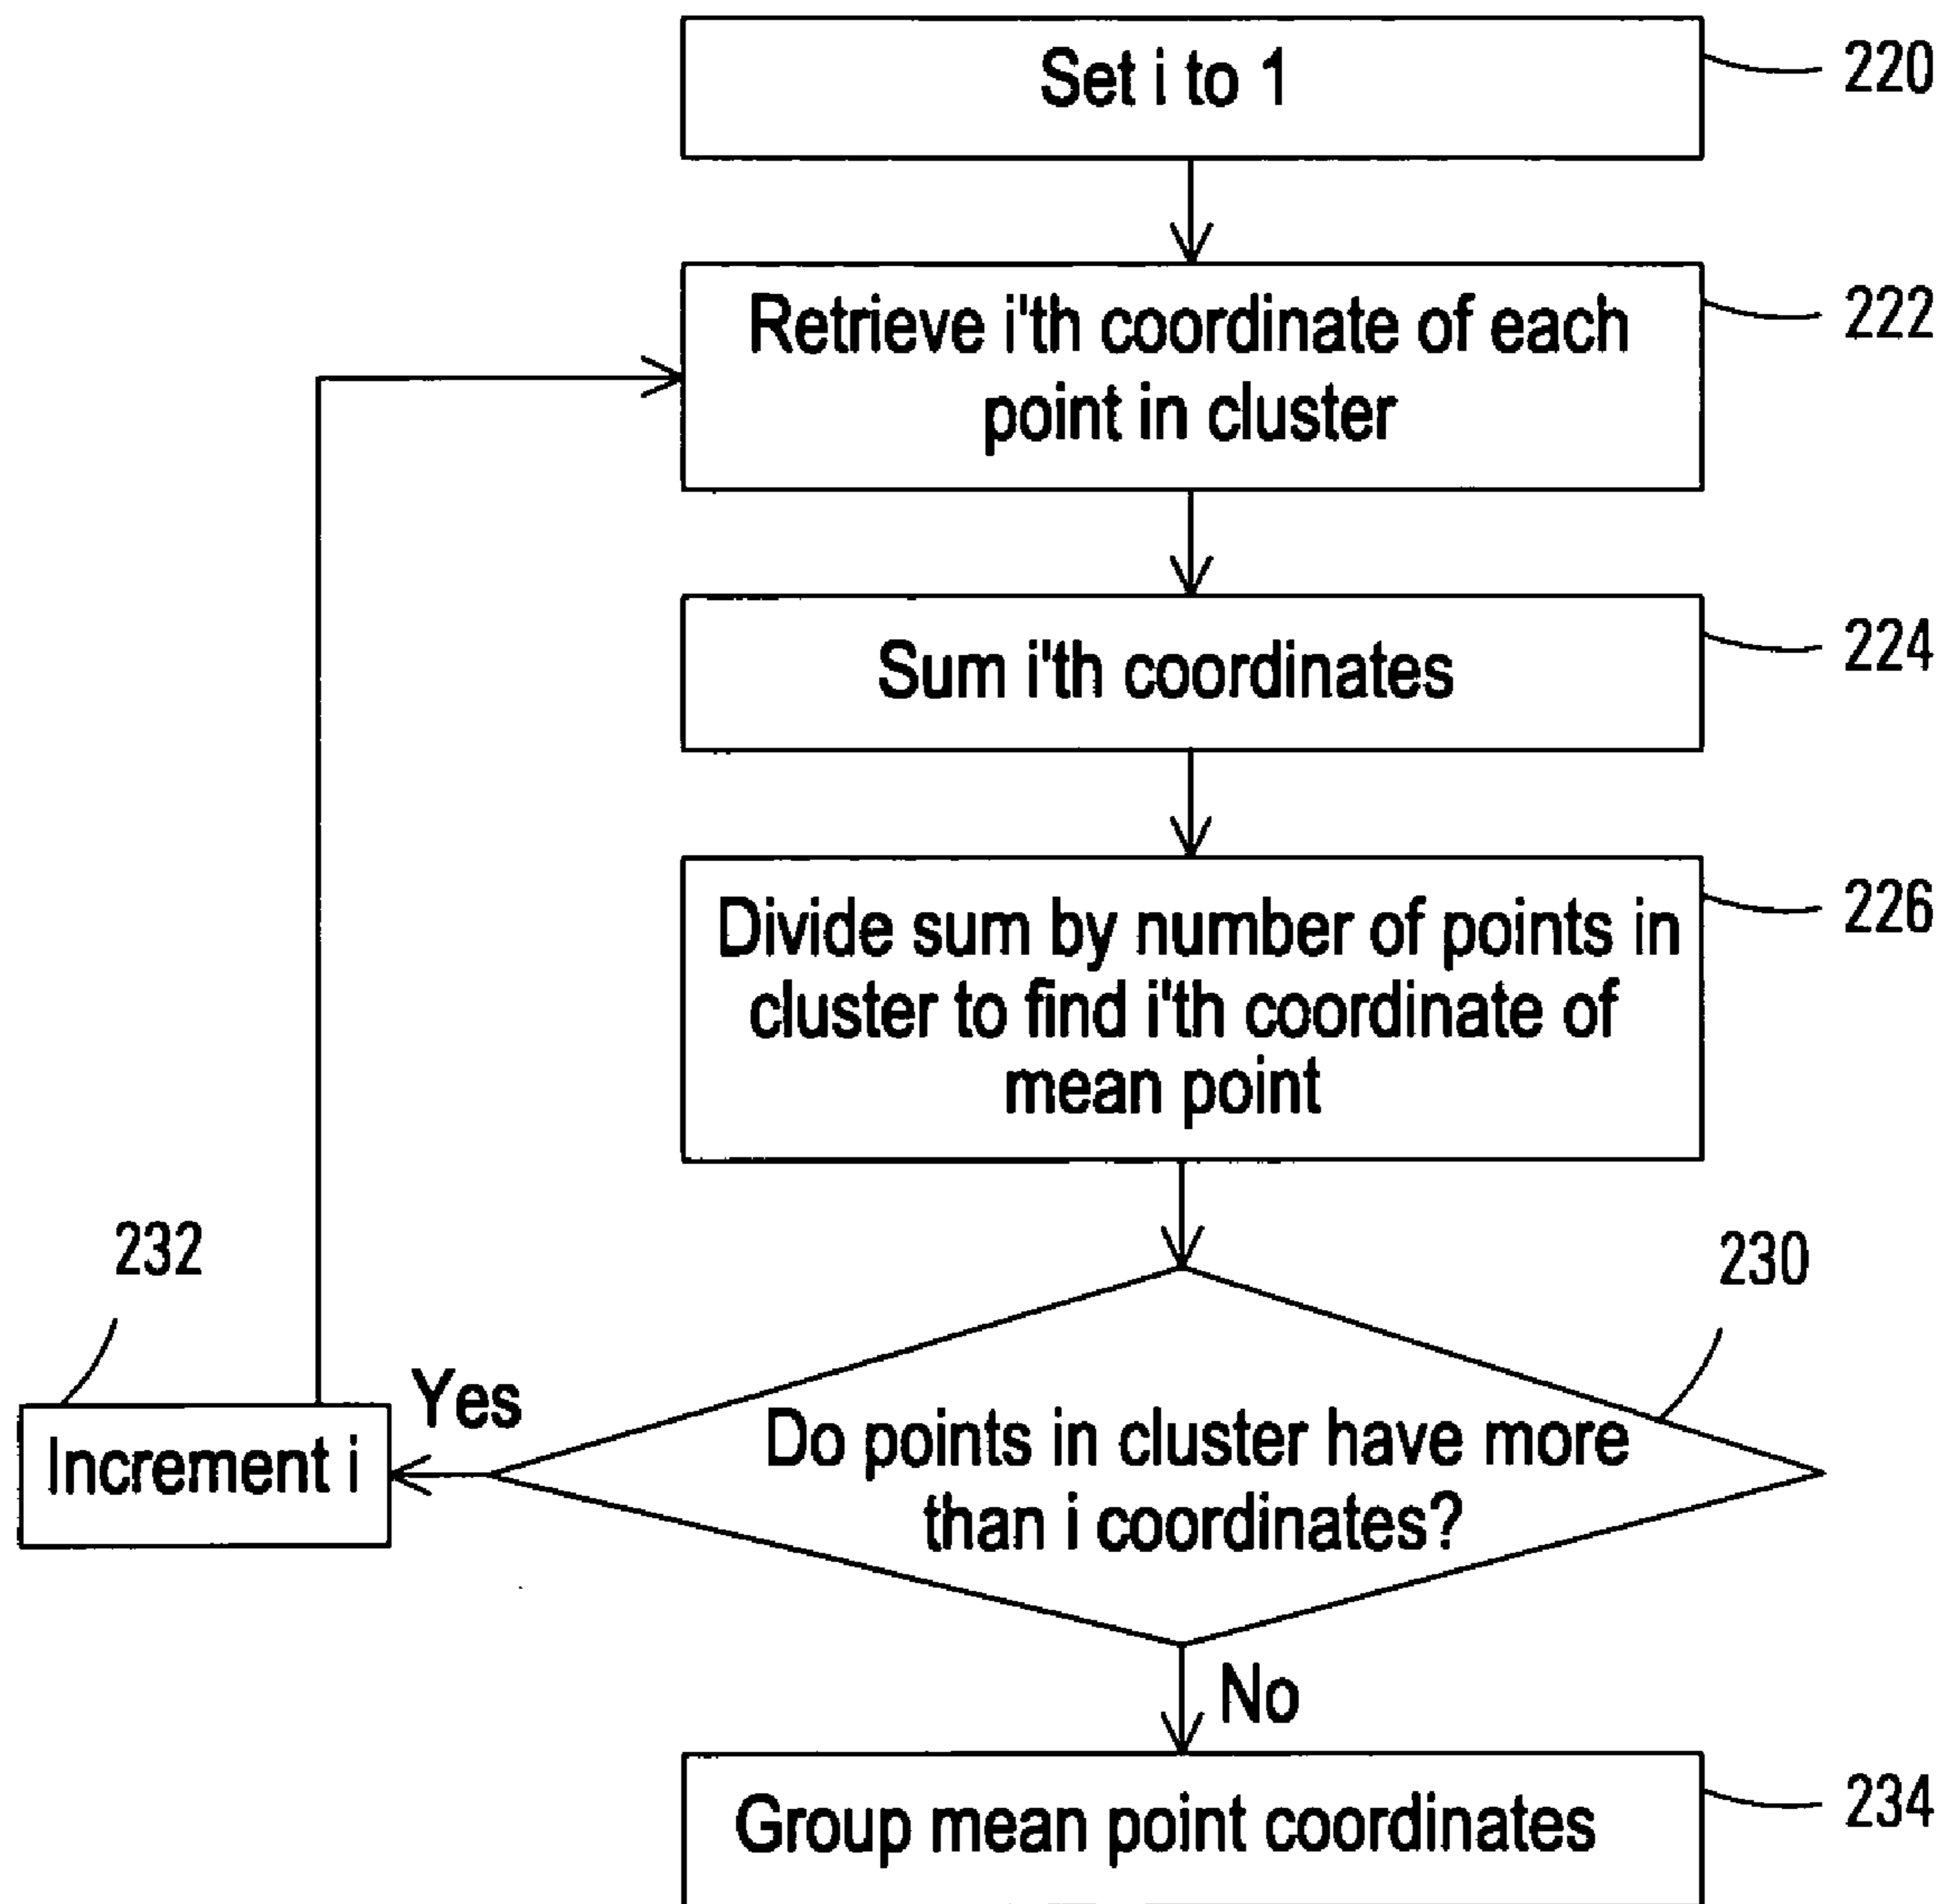 Set i to 1
220
Retrieve i'th coordinate of each
point in cluster
222
Sum i'th coordinates
224
Divide sum by number of points in
cluster to find i'th coordinate of
mean point
226
232
230
Yes
Increment i
Do points in cluster have more
than i coordinates?
No
Group mean point coordinates
234